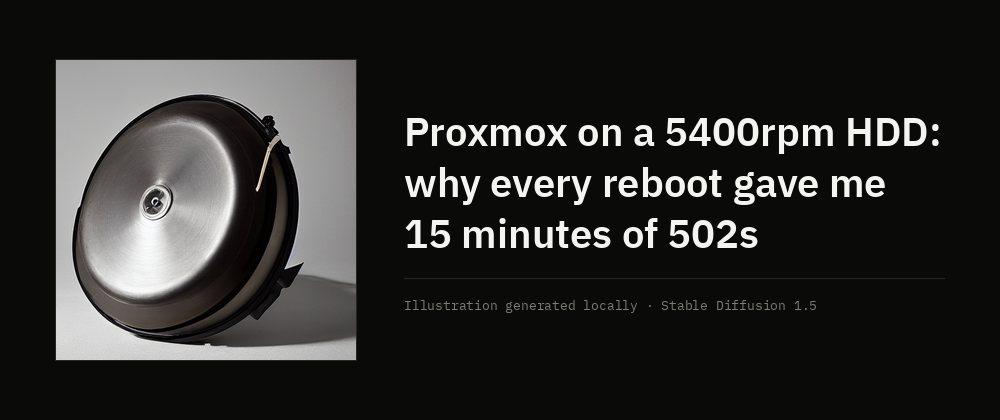 Proxmox on a 5400rpm HDD:
why every reboot gave me
15 minutes of 502s
Illustration generated locally · Stable Diffusion 1.5